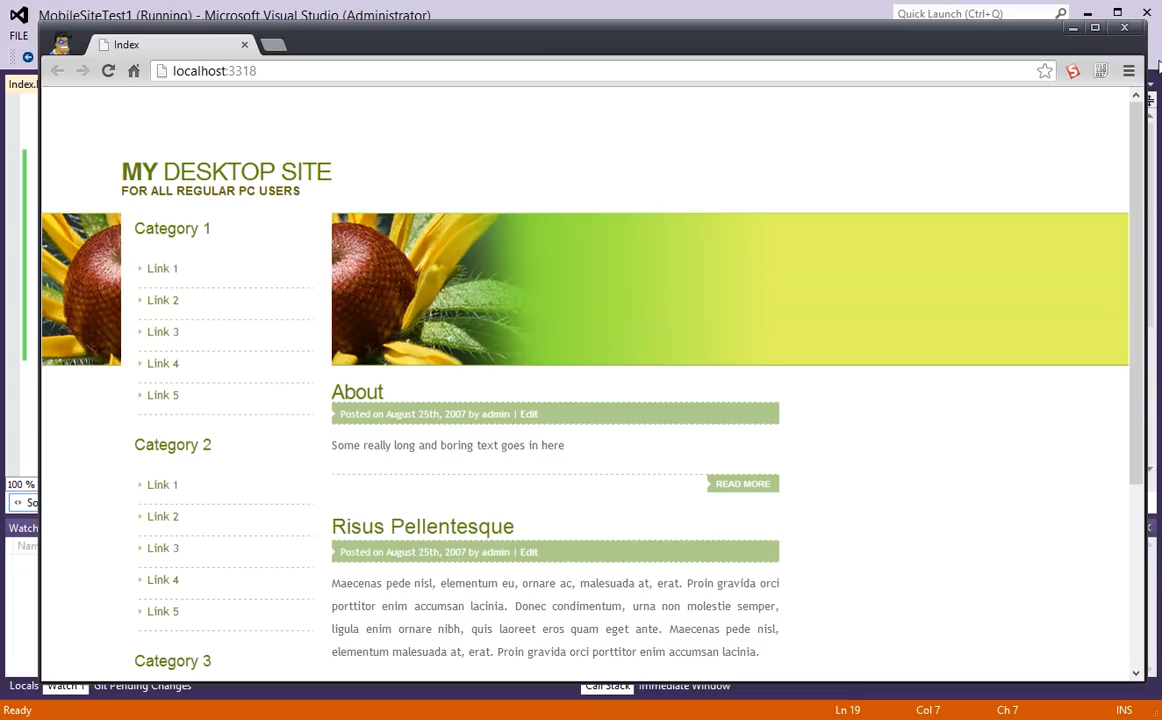 MobileSiteTest1 (Running) - Microsoft Visual Studio (Administrator)
Quick Launch (Ctrl+Q)
FILE
Index
Index.
localhost:3318
MY DESKTOP SITE
FOR ALL REGULAR PC USERS
Category 1
Link 1
Link 2
Link 3
Link 4
Link 5
Category 2
Link 1
Link 2
Link 3
Link 4
Link 5
Category 3
About
Posted on August 25th, 2007 by admin | Edit
Some really long and boring text goes in here
READ MORE
Risus Pellentesque
Posted on August 25th, 2007 by admin | Edit
Maecenas pede nisl, elementum eu, ornare ac, malesuada at, erat. Proin gravida orci
porttitor enim accumsan lacinia. Donec condimentum, urna non molestie semper,
ligula enim ornare nibh, quis laoreet eros quam eget ante. Maecenas pede nisl,
elementum malesuada at, erat. Proin gravida orci porttitor enim accumsan lacinia.
100 %
So
Watch
Nam
Locals Watch 1 Git Pending Changes
Call Stack Immediate Window
Ready
Ln 19 Col 7 Ch 7 INS